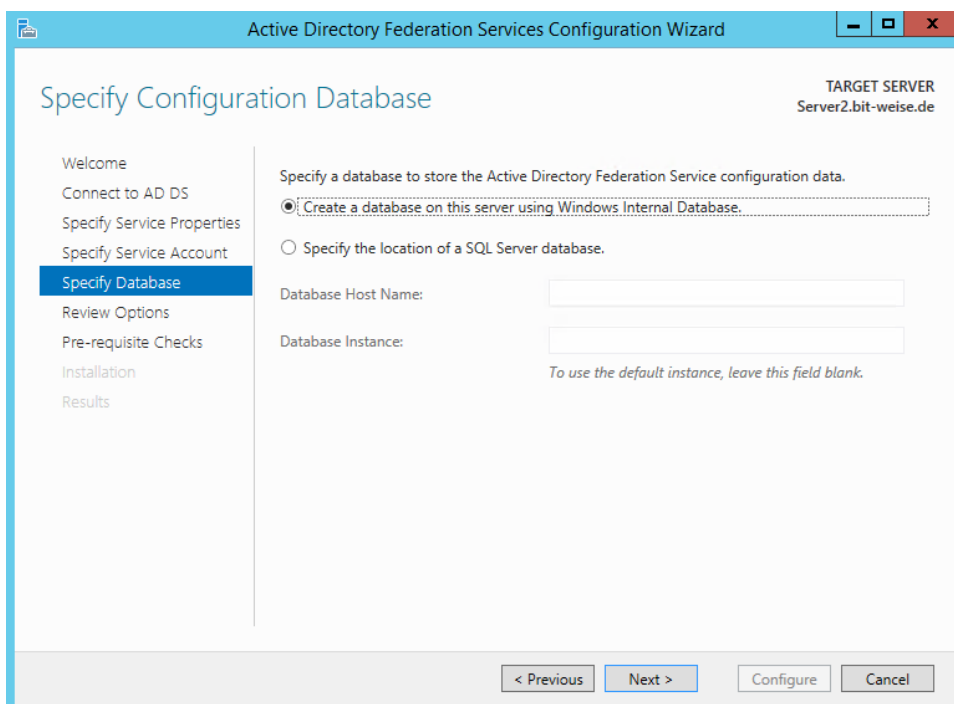 Active Directory Federation Services Configuration Wizard
Specify Configuration Database
TARGET SERVER
Server2.bit-weise.de
Welcome
Connect to AD DS
Specify Service Properties
Specify Service Account
Specify Database
Review Options
Pre-requisite Checks
Installation
Results
Specify a database to store the Active Directory Federation Service configuration data.
Create a database on this server using Windows Internal Database.
Specify the location of a SQL Server database.
Database Host Name:
Database Instance:
To use the default instance, leave this field blank.
< Previous
Next >
Configure
Cancel